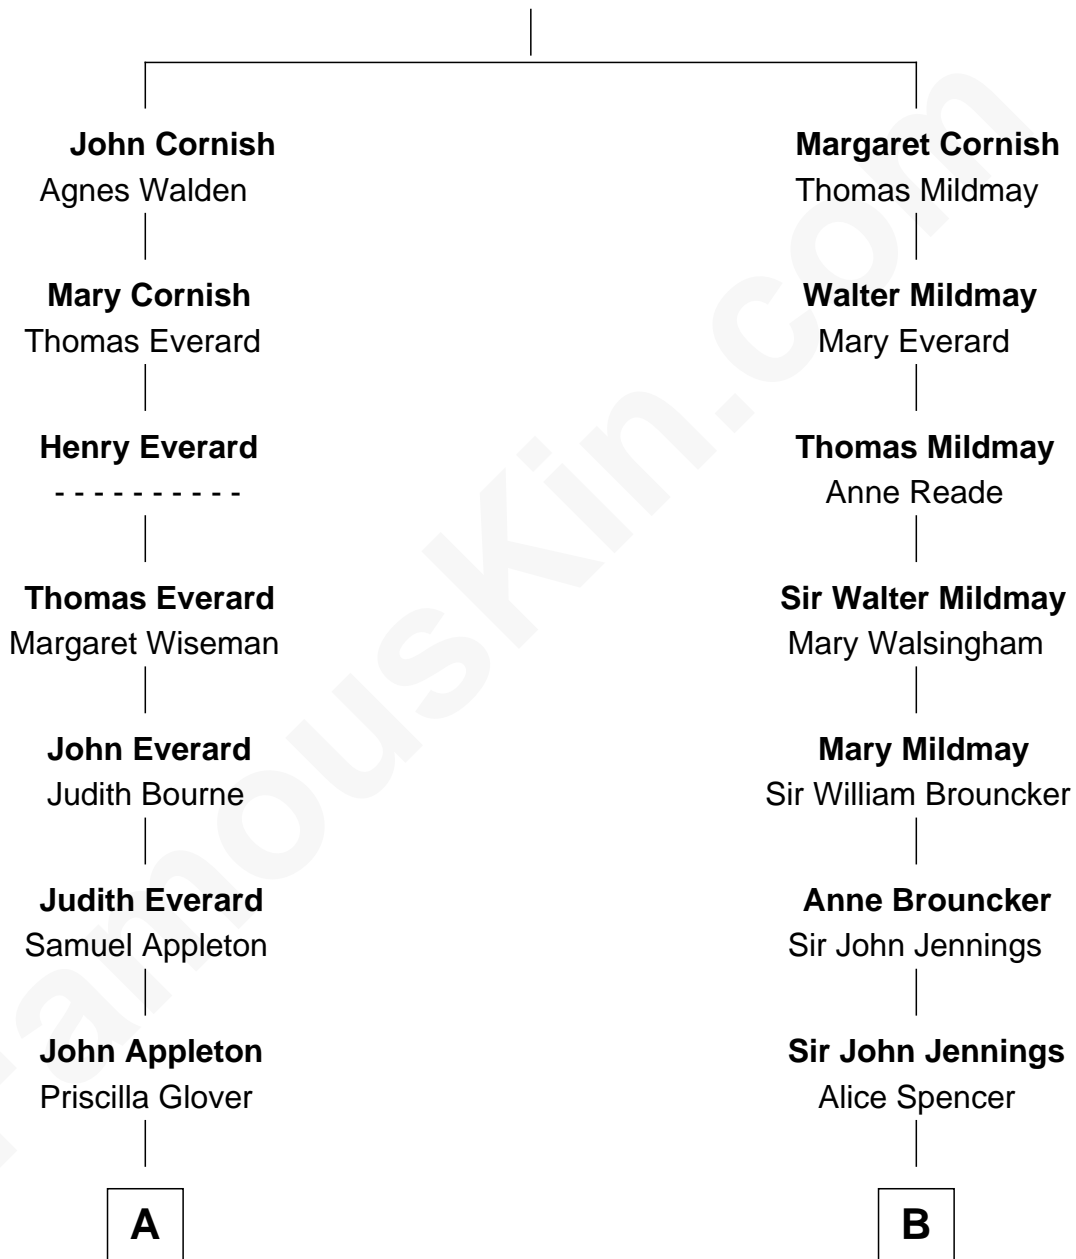 John Cornish
Agnes Walden
Mary Cornish
Thomas Everard
Henry Everard
- - - - - - - - - -
Thomas Everard
Margaret Wiseman
John Everard
Judith Bourne
Judith Everard
Samuel Appleton
John Appleton
Priscilla Glover
A
Margaret Cornish
Thomas Mildmay
Walter Mildmay
Mary Everard
Thomas Mildmay
Anne Reade
Sir Walter Mildmay
Mary Walsingham
Mary Mildmay
Sir William Brouncker
Anne Brouncker
Sir John Jennings
Sir John Jennings
Alice Spencer
B
FamousKin.com